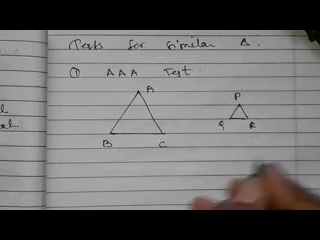 Tests for similar Δ.
① AAA Test.
A
P
B C
Q R